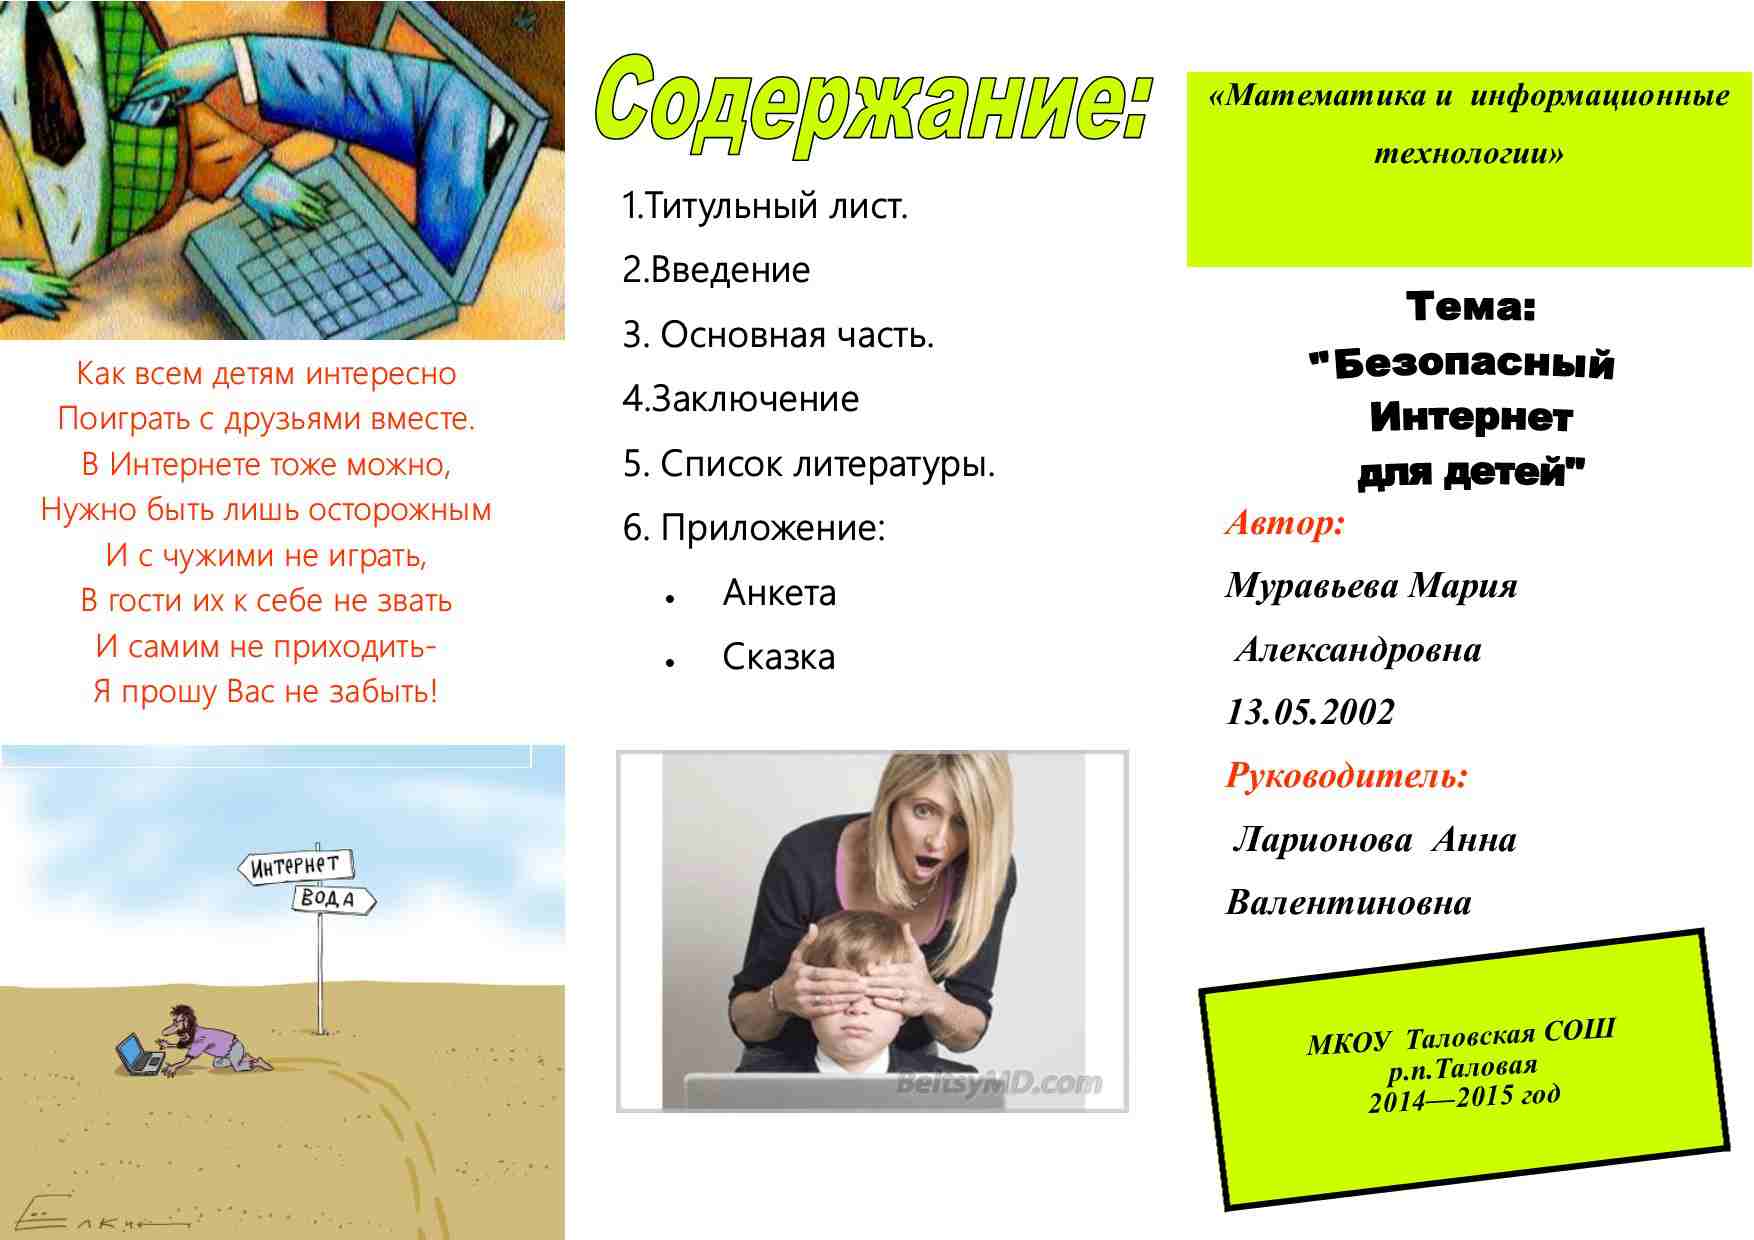 Как всем детям интересно
Поиграть с друзьями вместе.
В Интернете тоже можно,
Нужно быть лишь осторожным
И с чужими не играть,
В гости их к себе не звать
И самим не приходить-
Я прошу Вас не забыть!
ИНТЕРНЕТ
ВОДА
Ёлкин
Содержание:
1.Титульный лист.
2.Введение
3. Основная часть.
4.Заключение
5. Список литературы.
6. Приложение:
• Анкета
• Сказка
BeltsyMD.com
«Математика и информационные
технологии»
Тема:
"Безопасный
Интернет
для детей"
Автор:
Муравьева Мария
Александровна
13.05.2002
Руководитель:
Ларионова Анна
Валентиновна
МКОУ Таловская СОШ
р.п.Таловая
2014—2015 год